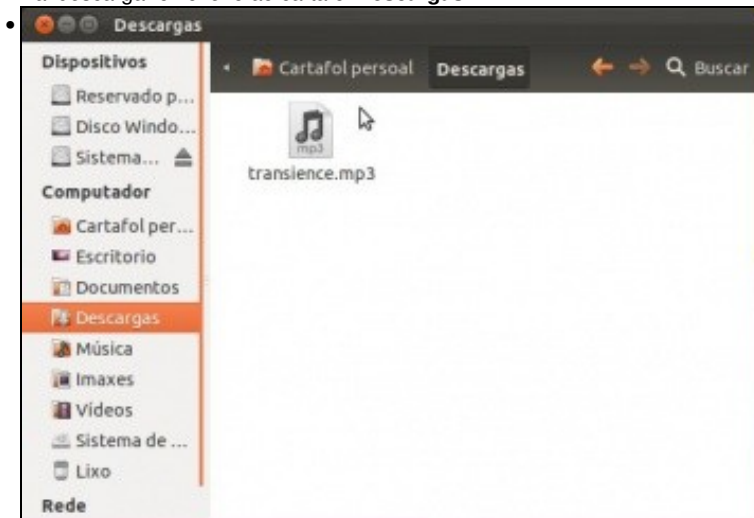 Descargas
Dispositivos
Reservado p...
Disco Windo...
Sistema...
Computador
Cartafol per...
Escritorio
Documentos
Descargas
Música
Imaxes
Vídeos
Sistema de ...
Lixo
Rede
Cartafol persoal Descargas Buscar
mp3
transience.mp3